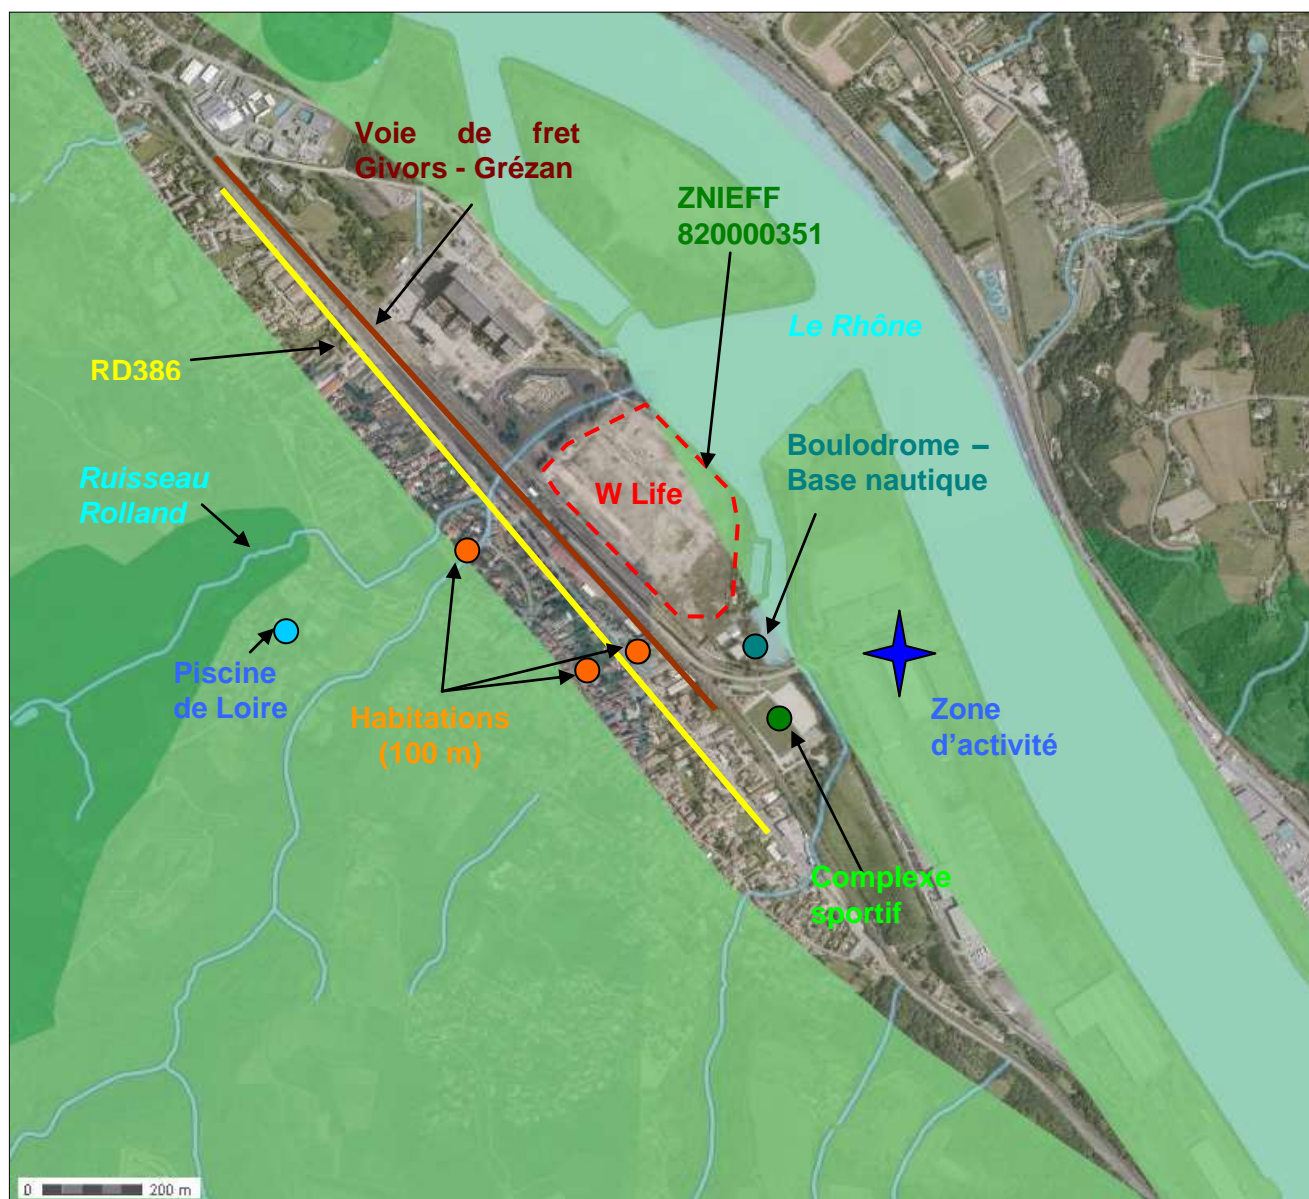 Voie de fret
Givors - Grézan
ZNIEFF
820000351
Le Rhône
RD386
Boulodrome –
Base nautique
Ruisseau
Rolland
W Life
Piscine
de Loire
Habitations
(100 m)
Zone
d’activité
Complexe
sportif
0 200 m